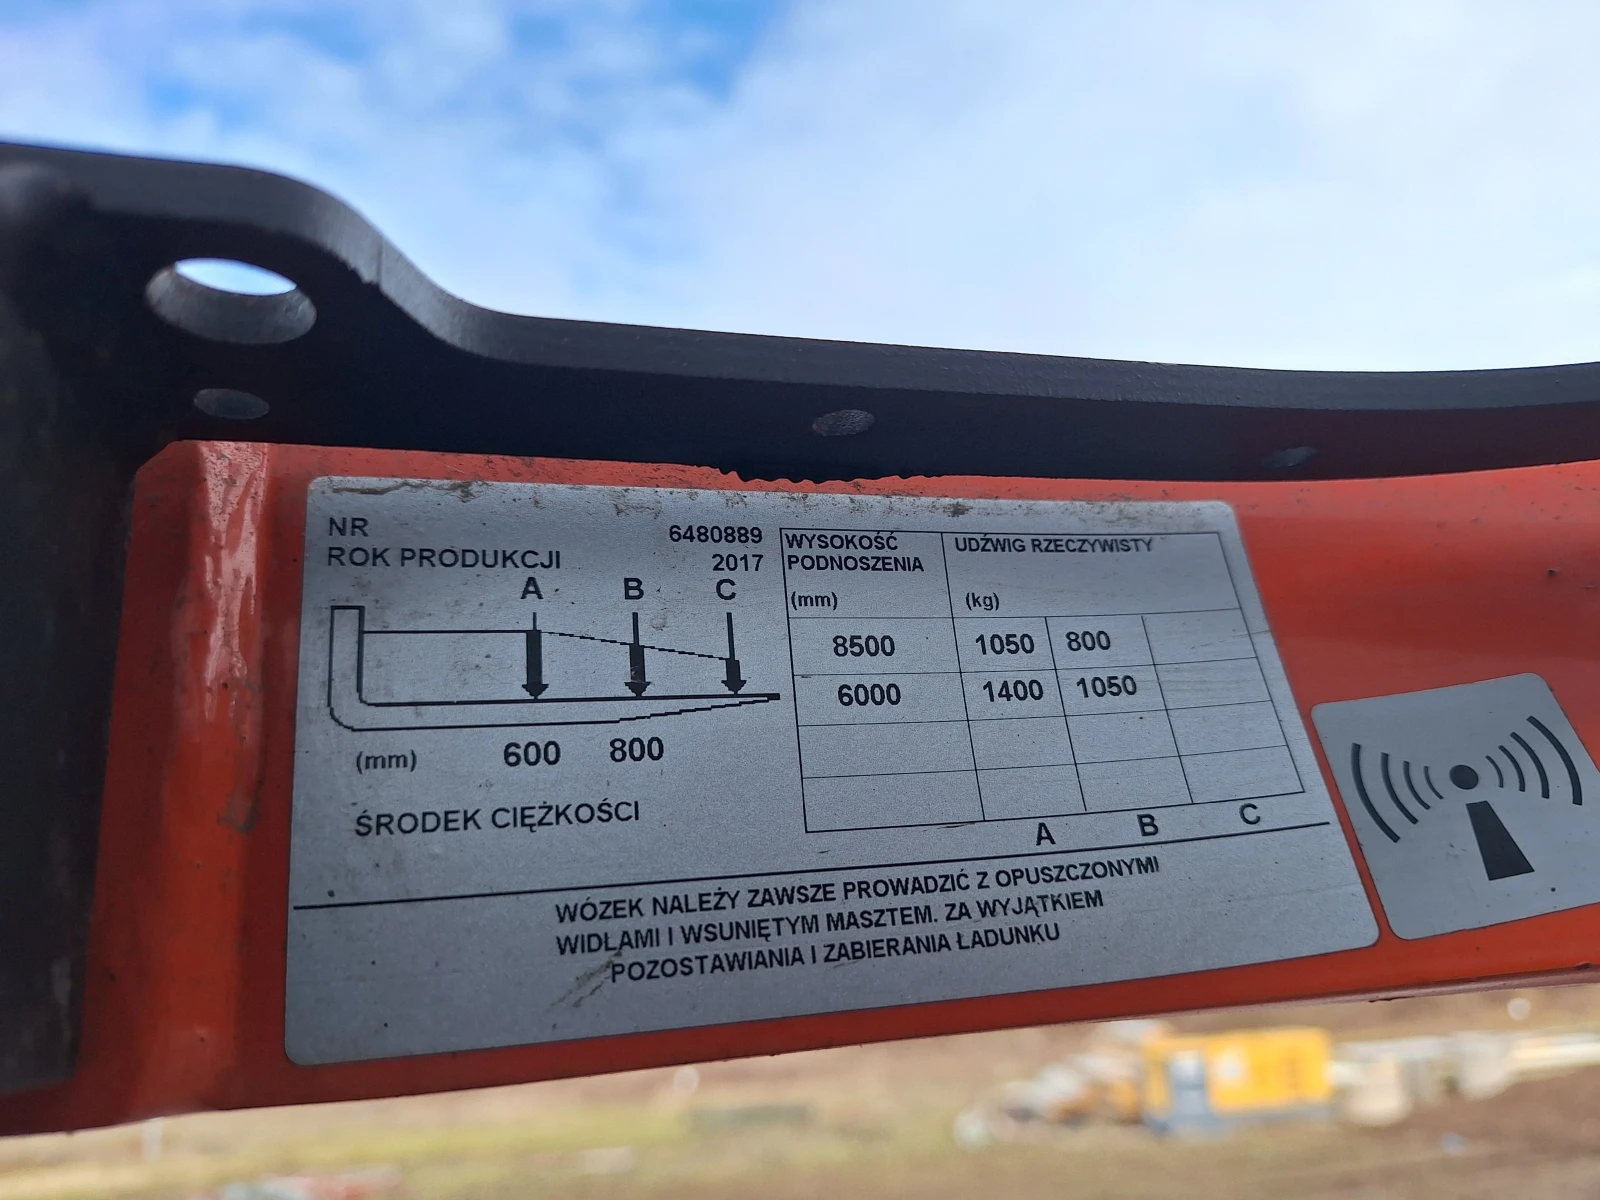 NR 6480889
ROK PRODUKCJI 2017
A B C
(mm) 600 800
ŚRODEK CIĘŻKOŚCI
WYSOKOŚĆ
PODNOSZENIA
(mm)
UDŹWIG RZECZYWISTY
(kg)
8500 1050 800
6000 1400 1050
A B C
WÓZEK NALEŻY ZAWSZE PROWADZIĆ Z OPUSZCZONYMI
WIDŁAMI I WSUNIĘTYM MASZTEM. ZA WYJĄTKIEM
POZOSTAWIANIA I ZABIERANIA ŁADUNKU